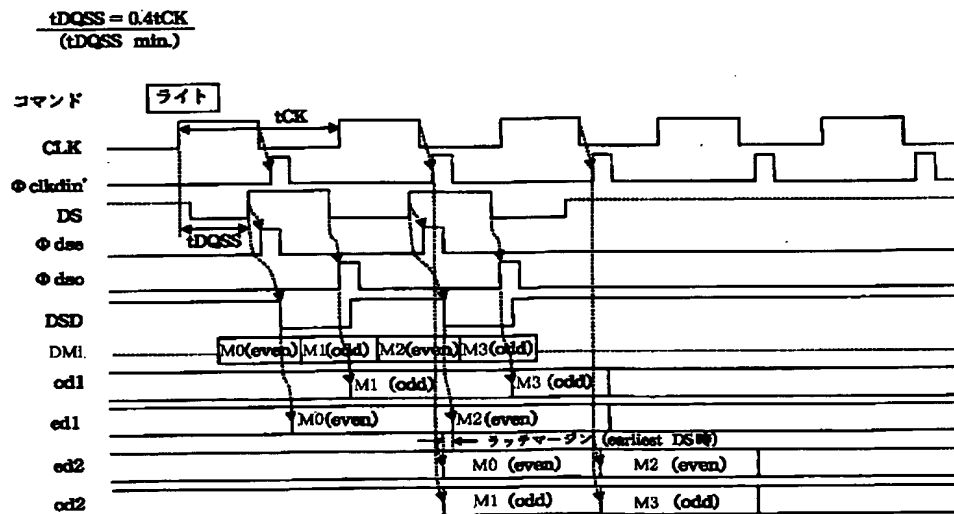 tDQSS = 0.4tCK
(tDQSS min.)
コマンド
ライト
tCK
CLK
Φclkdin'
DS
tDQSS
Φdse
Φdso
DSD
DMi.
M0(even) M1(odd) M2(even) M3(odd)
od1
M1 (odd) M3 (odd)
ed1
M0(even) M2(even)
ラッチマージン (earliest DS時)
ed2
M0 (even) M2 (even)
od2
M1 (odd) M3 (odd)